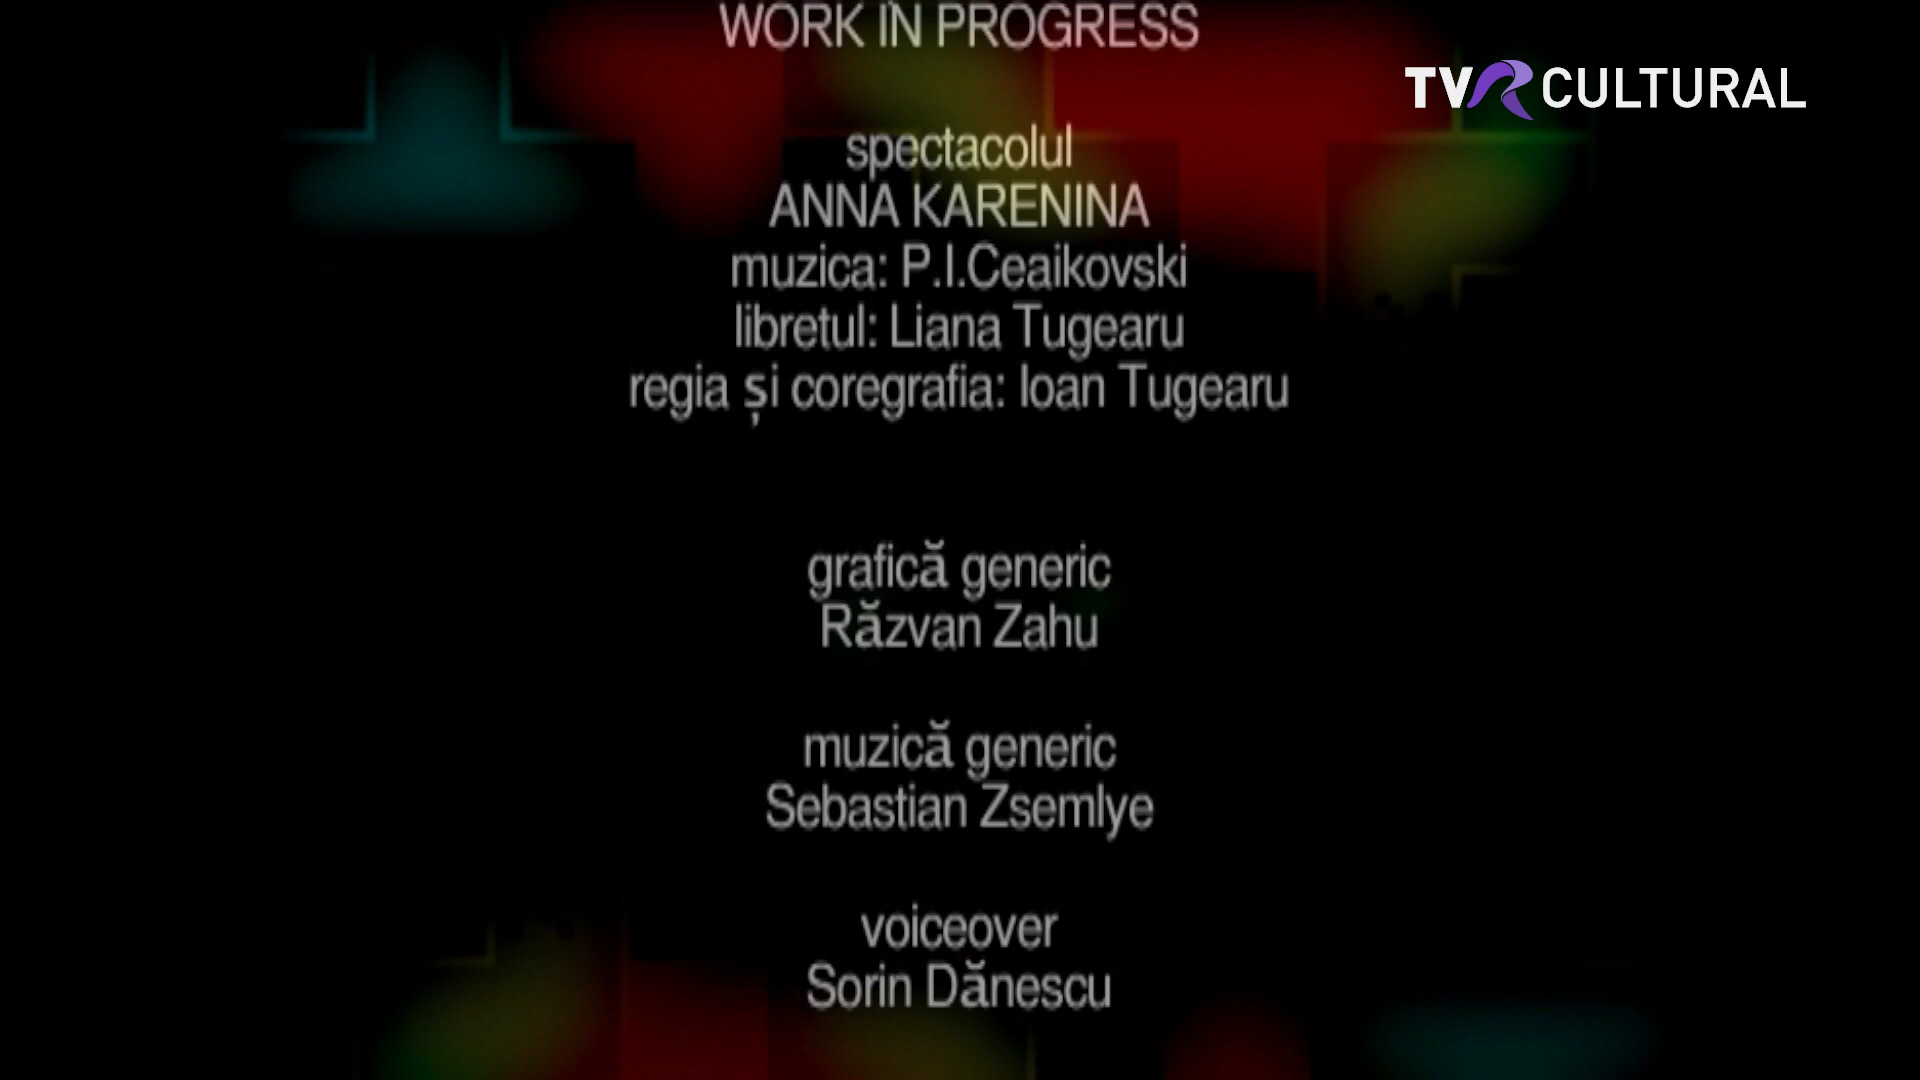 WORK IN PROGRESS
TVR CULTURAL
spectacolul
ANNA KARENINA
muzica: P.I.Ceaikovski
libretul: Liana Tugearu
regia și coregrafia: Ioan Tugearu
grafică generic
Răzvan Zahu
muzică generic
Sebastian Zsemlye
voiceover
Sorin Dănescu